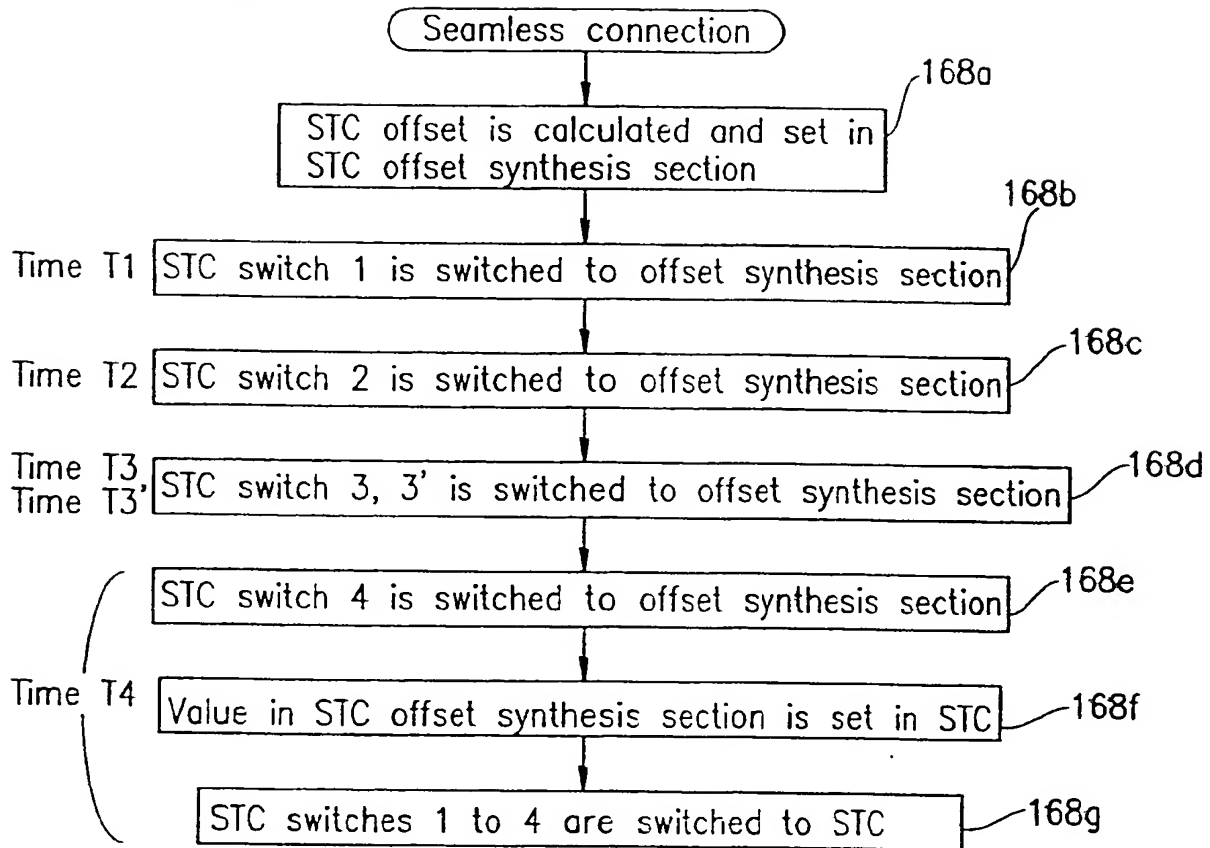 Seamless connection
168a
STC offset is calculated and set in
STC offset synthesis section
168b
Time T1
STC switch 1 is switched to offset synthesis section
168c
Time T2
STC switch 2 is switched to offset synthesis section
Time T3,
Time T3'
168d
STC switch 3, 3' is switched to offset synthesis section
168e
STC switch 4 is switched to offset synthesis section
Time T4
168f
Value in STC offset synthesis section is set in STC
168g
STC switches 1 to 4 are switched to STC